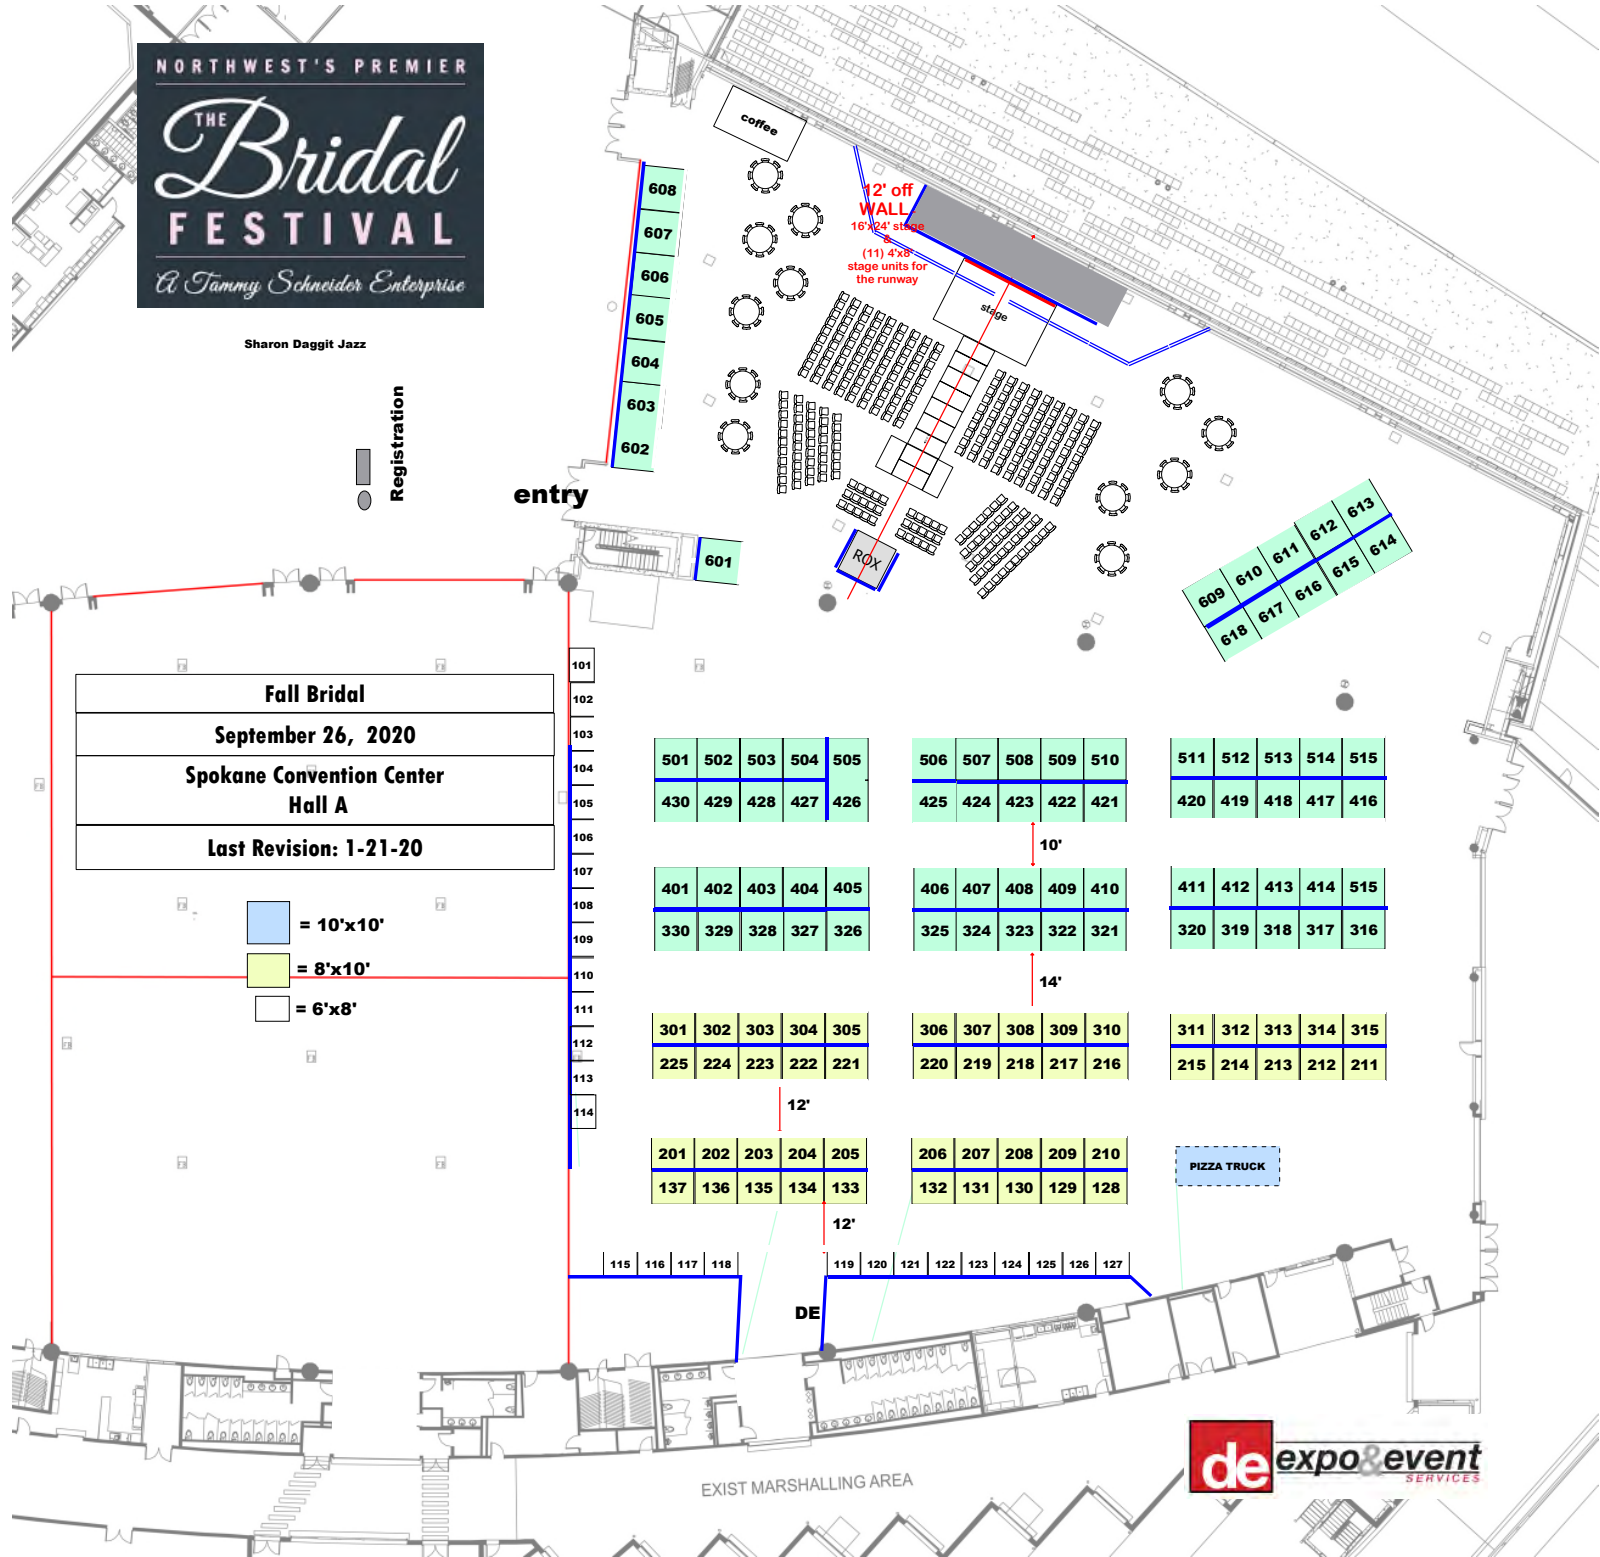 NORTHWEST'S PREMIER
THE
Bridal
FESTIVAL
A Tammy Schneider Enterprise
Sharon Daggit Jazz
Registration
entry
coffee
12' off
WALL
16'x24' stage
&
(11) 4'x8'
stage units for
the runway
stage
ROX
608
607
606
605
604
603
602
601
609 610 611 612 613
618 617 616 615 614
Fall Bridal
September 26, 2020
Spokane Convention Center
Hall A
Last Revision: 1-21-20
= 10'x10'
= 8'x10'
= 6'x8'
101
102
103
104
105
106
107
108
109
110
111
112
113
114
501 502 503 504 505
430 429 428 427 426
506 507 508 509 510
425 424 423 422 421
511 512 513 514 515
420 419 418 417 416
10'
401 402 403 404 405
330 329 328 327 326
406 407 408 409 410
325 324 323 322 321
411 412 413 414 515
320 319 318 317 316
14'
301 302 303 304 305
225 224 223 222 221
306 307 308 309 310
220 219 218 217 216
311 312 313 314 315
215 214 213 212 211
12'
201 202 203 204 205
137 136 135 134 133
206 207 208 209 210
132 131 130 129 128
PIZZA TRUCK
12'
115 116 117 118
119 120 121 122 123 124 125 126 127
DE
EXIST MARSHALLING AREA
de expo&event
SERVICES